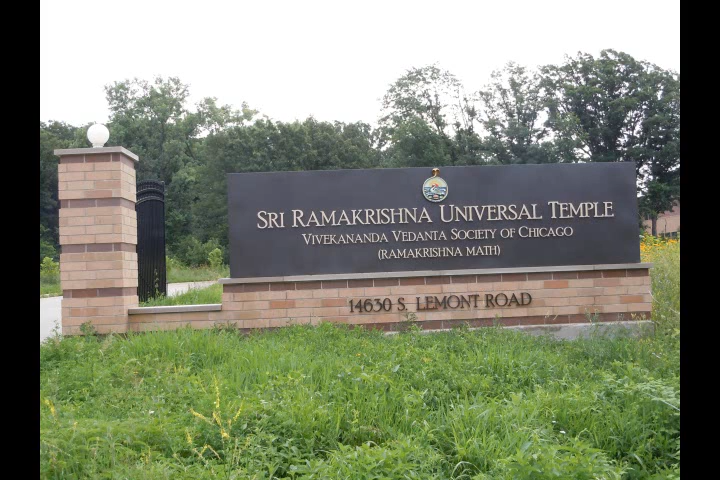 Sri Ramakrishna Universal Temple
Vivekananda Vedanta Society of Chicago
(Ramakrishna Math)
14630 S. Lemont Road